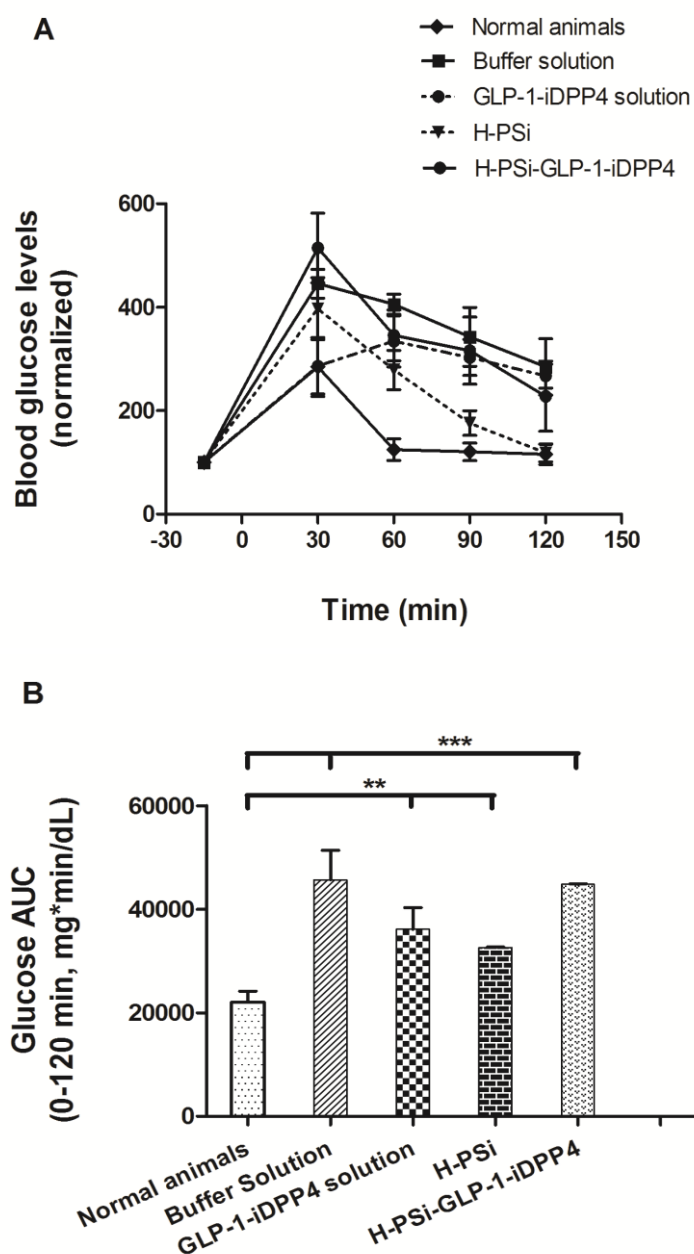 A
Normal animals
Buffer solution
GLP-1-iDPP4 solution
H-PSi
H-PSi-GLP-1-iDPP4
Blood glucose levels
(normalized)
600
400
200
0
-30
0
30
60
90
120
150
Time (min)
B
***
**
Glucose AUC
(0-120 min, mg*min/dL)
60000
40000
20000
0
Normal animals
Buffer Solution
GLP-1-iDPP4 solution
H-PSi
H-PSi-GLP-1-iDPP4